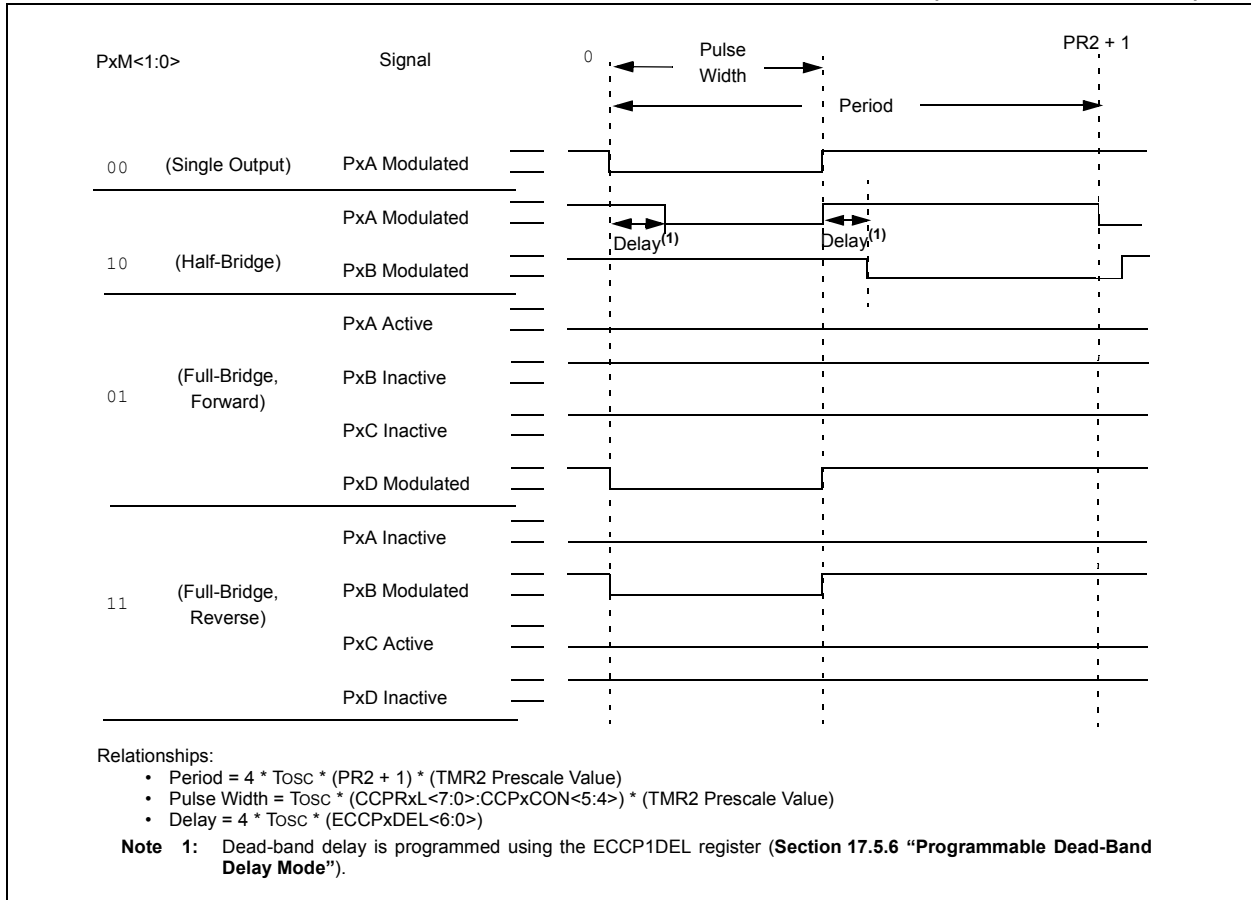 PxM<1:0>
Signal
0
Pulse
Width
PR2 + 1
Period
00 (Single Output) PxA Modulated
PxA Modulated
Delay(1)
Delay(1)
10 (Half-Bridge)
PxB Modulated
PxA Active
PxB Inactive
01 (Full-Bridge,
Forward)
PxC Inactive
PxD Modulated
PxA Inactive
PxB Modulated
11 (Full-Bridge,
Reverse)
PxC Active
PxD Inactive
Relationships:
• Period = 4 * TOSC * (PR2 + 1) * (TMR2 Prescale Value)
• Pulse Width = TOSC * (CCPRxL<7:0>:CCPxCON<5:4>) * (TMR2 Prescale Value)
• Delay = 4 * TOSC * (ECCPxDEL<6:0>)
Note 1: Dead-band delay is programmed using the ECCP1DEL register (Section 17.5.6 “Programmable Dead-Band
Delay Mode”).